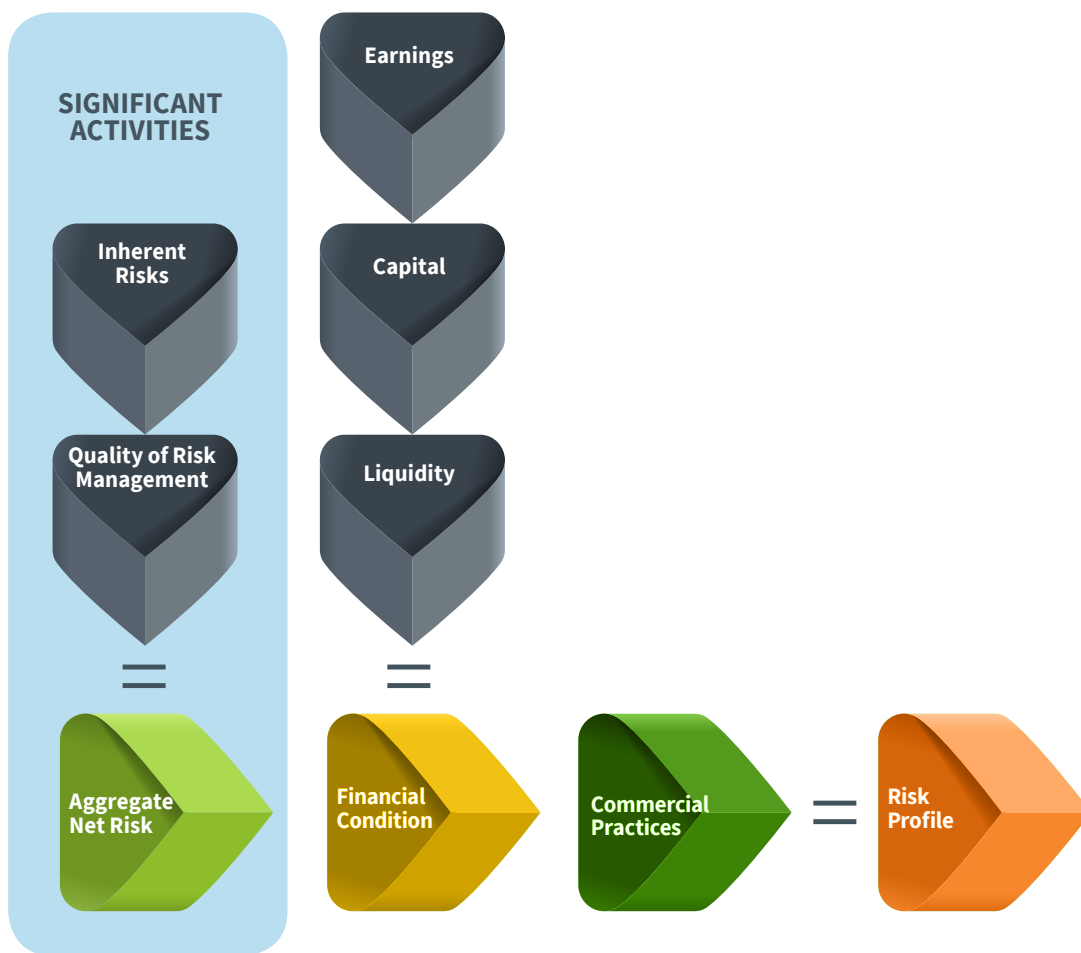 SIGNIFICANT
ACTIVITIES
Inherent
Risks
Quality of Risk
Management
=
Aggregate
Net Risk
Earnings
Capital
Liquidity
=
Financial
Condition
Commercial
Practices
=
Risk
Profile